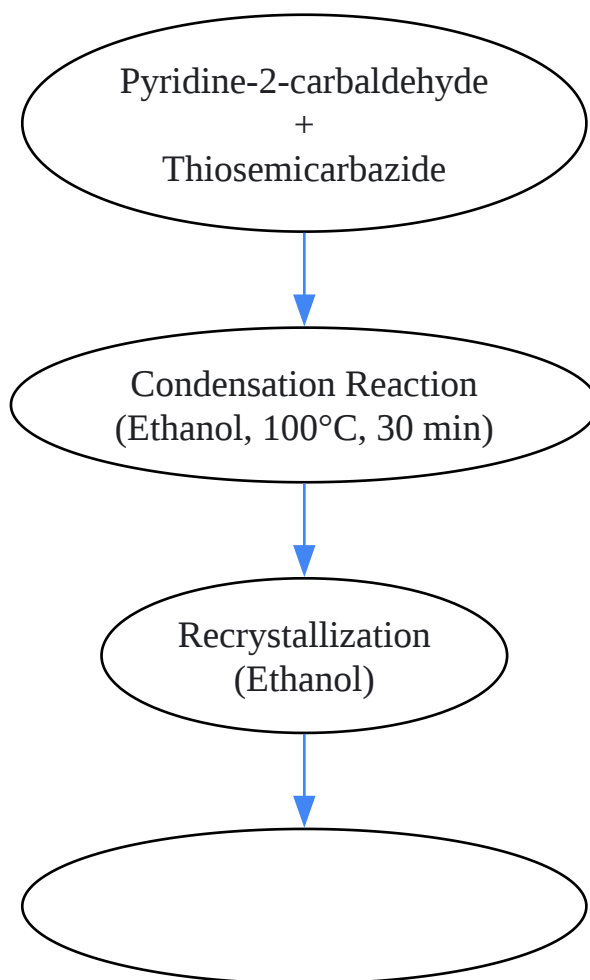 Pyridine-2-carbaldehyde
+
Thiosemicarbazide
Condensation Reaction
(Ethanol, 100°C, 30 min)
Recrystallization
(Ethanol)